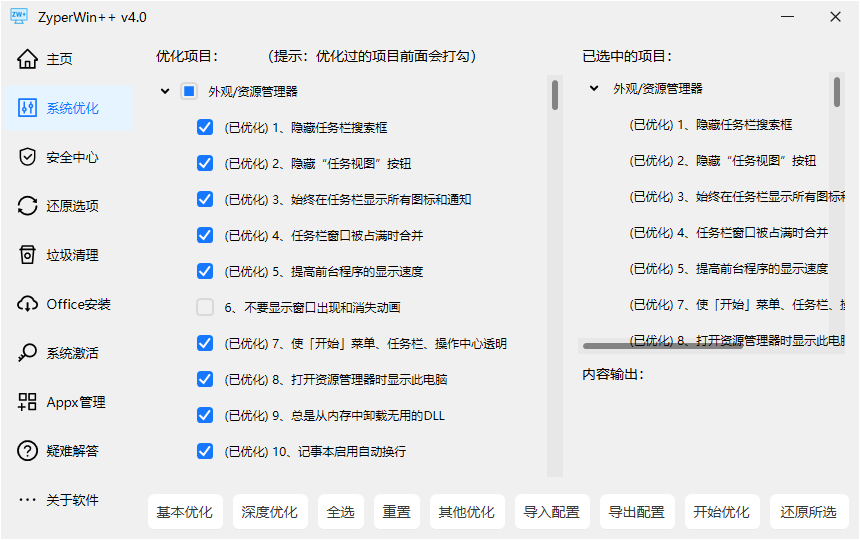 ZW+
ZyperWin++ v4.0
主页
系统优化
安全中心
还原选项
垃圾清理
Office安装
系统激活
Appx管理
疑难解答
关于软件
优化项目： （提示：优化过的项目前面会打勾）
外观/资源管理器
(已优化) 1、隐藏任务栏搜索框
(已优化) 2、隐藏“任务视图”按钮
(已优化) 3、始终在任务栏显示所有图标和通知
(已优化) 4、任务栏窗口被占满时合并
(已优化) 5、提高前台程序的显示速度
6、不要显示窗口出现和消失动画
(已优化) 7、使「开始」菜单、任务栏、操作中心透明
(已优化) 8、打开资源管理器时显示此电脑
(已优化) 9、总是从内存中卸载无用的DLL
(已优化) 10、记事本启用自动换行
已选中的项目：
外观/资源管理器
(已优化) 1、隐藏任务栏搜索框
(已优化) 2、隐藏“任务视图”按钮
(已优化) 3、始终在任务栏显示所有图标和
(已优化) 4、任务栏窗口被占满时合并
(已优化) 5、提高前台程序的显示速度
(已优化) 7、使「开始」菜单、任务栏、
(已优化) 8、打开资源管理器时显示此电脑
内容输出：
基本优化 深度优化 全选 重置 其他优化 导入配置 导出配置 开始优化 还原所选